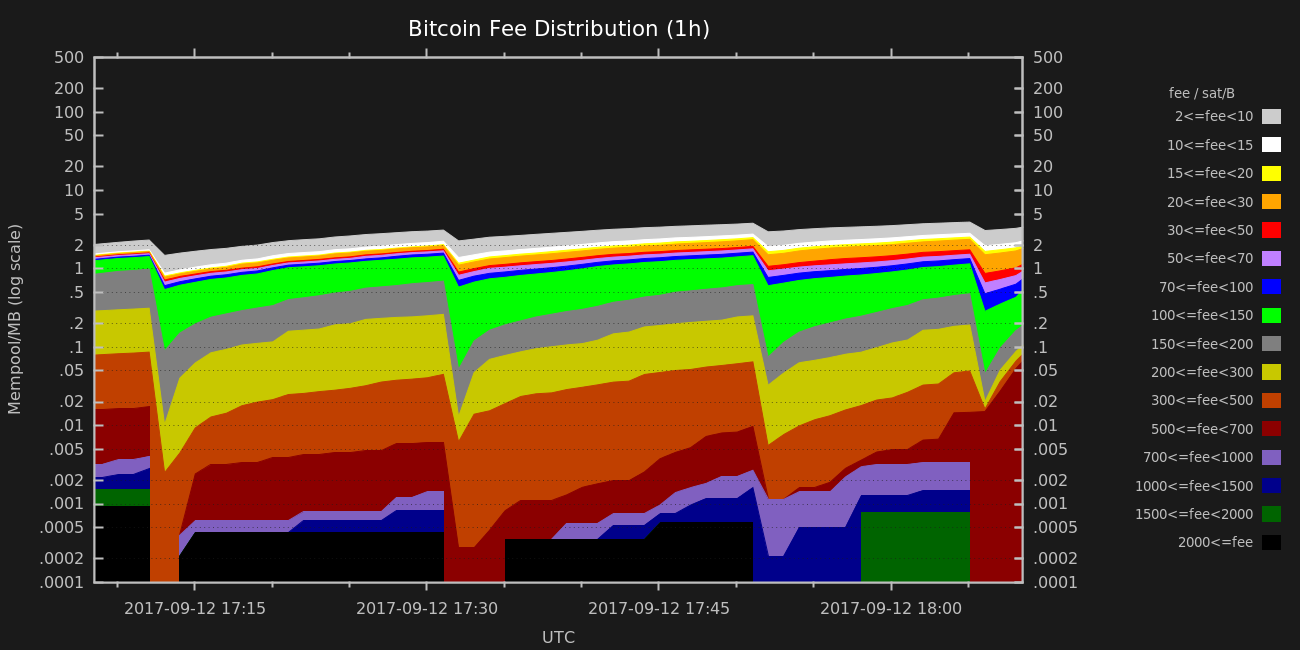 Bitcoin Fee Distribution (1h)
Mempool/MB (log scale)
500
200
100
50
20
10
5
2
1
.5
.2
.1
.05
.02
.01
.005
.002
.001
.0005
.0002
.0001
500
200
100
50
20
10
5
2
1
.5
.2
.1
.05
.02
.01
.005
.002
.001
.0005
.0002
.0001
2017-09-12 17:15
2017-09-12 17:30
2017-09-12 17:45
2017-09-12 18:00
UTC
fee / sat/B
2<=fee<10
10<=fee<15
15<=fee<20
20<=fee<30
30<=fee<50
50<=fee<70
70<=fee<100
100<=fee<150
150<=fee<200
200<=fee<300
300<=fee<500
500<=fee<700
700<=fee<1000
1000<=fee<1500
1500<=fee<2000
2000<=fee